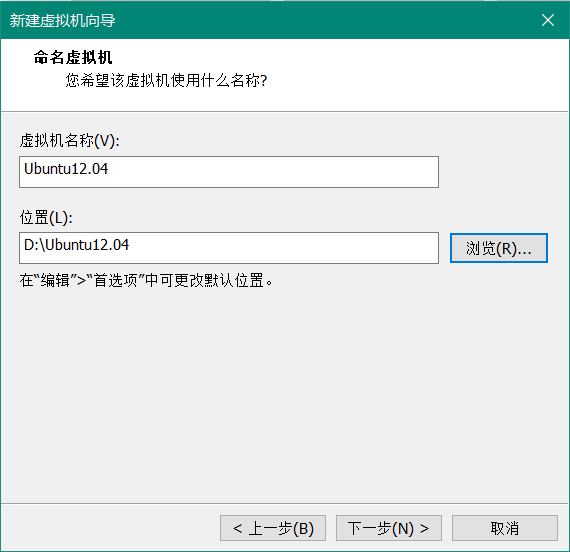 新建虚拟机向导
命名虚拟机
您希望该虚拟机使用什么名称?
虚拟机名称(V):
Ubuntu12.04
位置(L):
D:\Ubuntu12.04
浏览(R)...
在“编辑”>“首选项”中可更改默认位置。
< 上一步(B)
下一步(N) >
取消